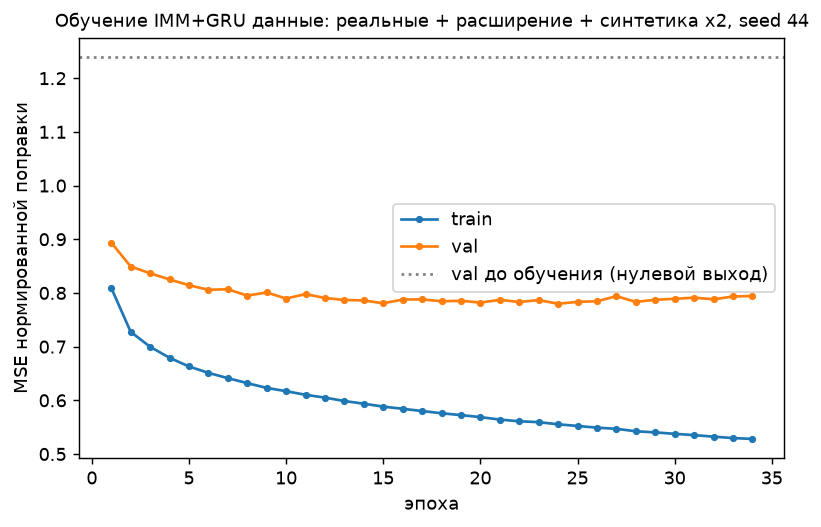 Обучение IMM+GRU данные: реальные + расширение + синтетика x2, seed 44
MSE нормированной поправки
1.2
1.1
1.0
0.9
0.8
0.7
0.6
0.5
train
val
val до обучения (нулевой выход)
0 5 10 15 20 25 30 35
эпоха